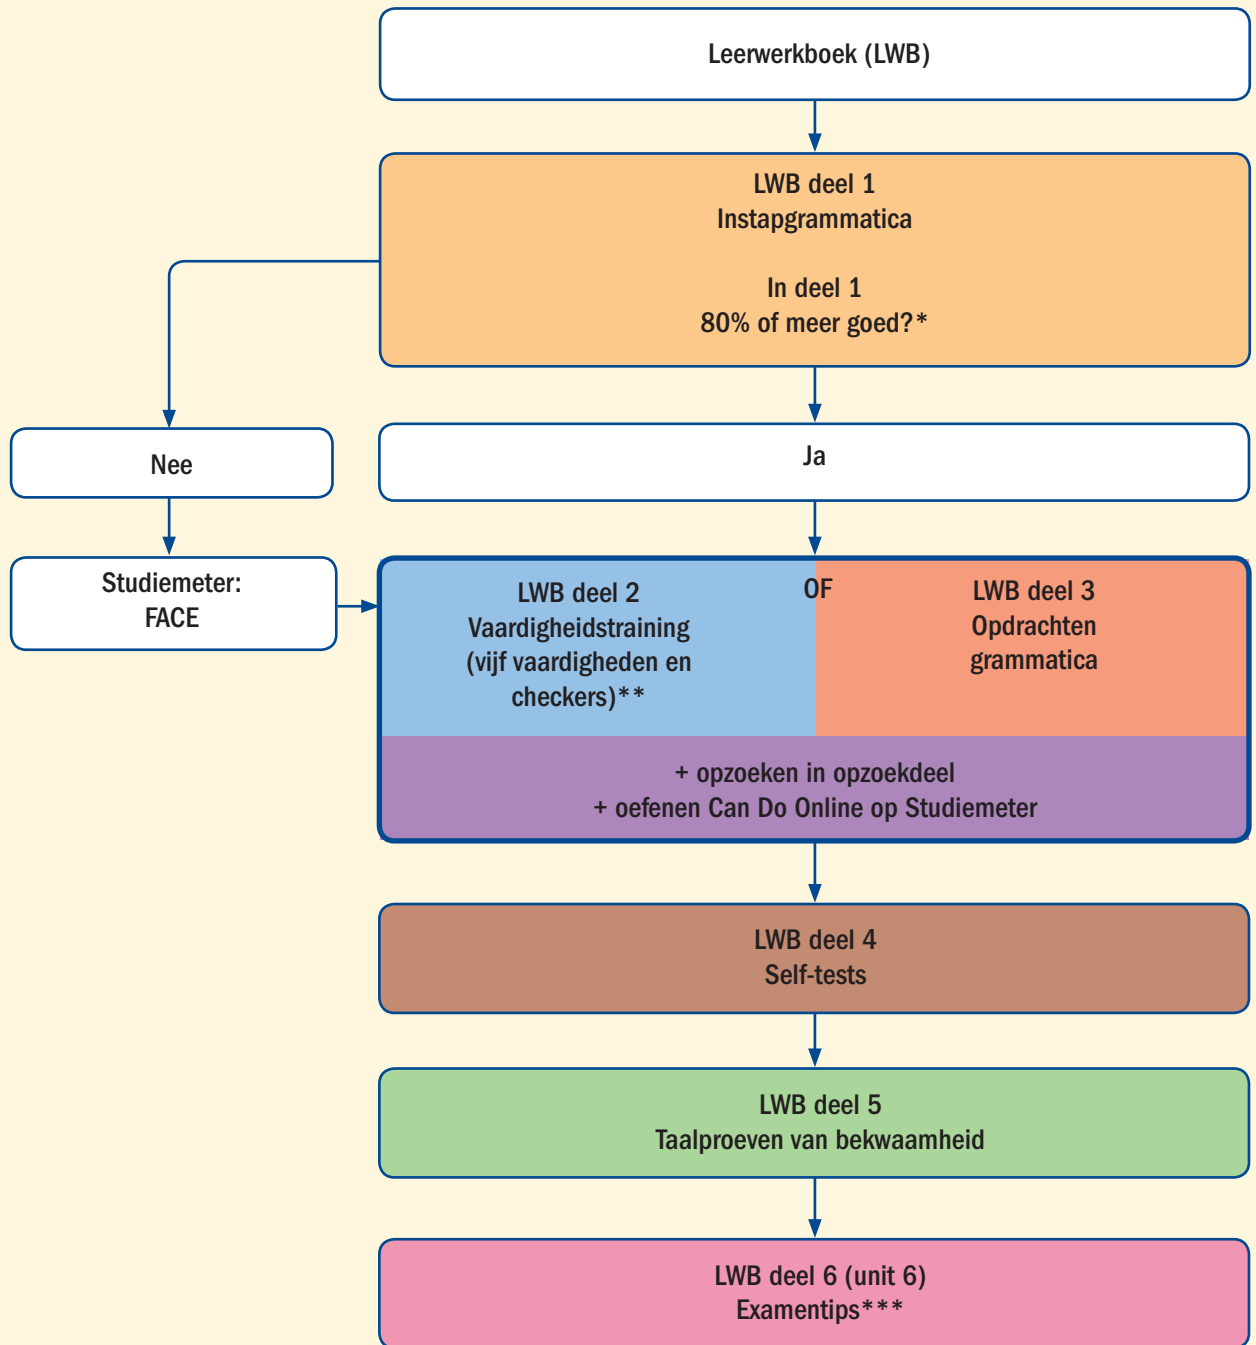 Leerwerkboek (LWB)
LWB deel 1
Instapgrammatica
In deel 1
80% of meer goed?*
Nee
Ja
Studiemeter:
FACE
LWB deel 2
Vaardigheidstraining
(vijf vaardigheden en
checkers)**
OF
LWB deel 3
Opdrachten
grammatica
+ opzoeken in opzoekdeel
+ oefenen Can Do Online op Studiemeter
LWB deel 4
Self-tests
LWB deel 5
Taalproeven van bekwaamheid
LWB deel 6 (unit 6)
Examentips***